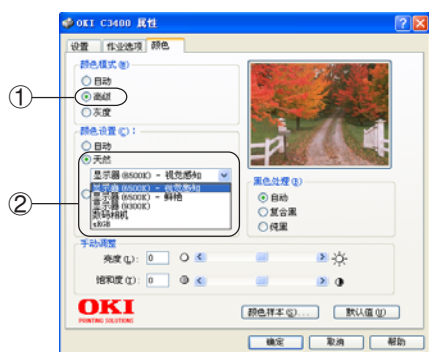 OKI C3400 属性
设置 作业选项 颜色
颜色模式(M)
自动
高级
灰度
颜色设置(C):
自动
天然
显示器(6500K) - 视觉感知
显示器(6500K) - 视觉感知
显示器(6500K) - 鲜艳
显示器(9300K)
数码相机
sRGB
黑色处理(B)
自动
复合黑
纯黑
手动调整
亮度(L): 0
饱和度(T): 0
OKI
PRINTING SOLUTIONS
颜色样本(S)... 默认值(U)
确定 取消 帮助
①
②